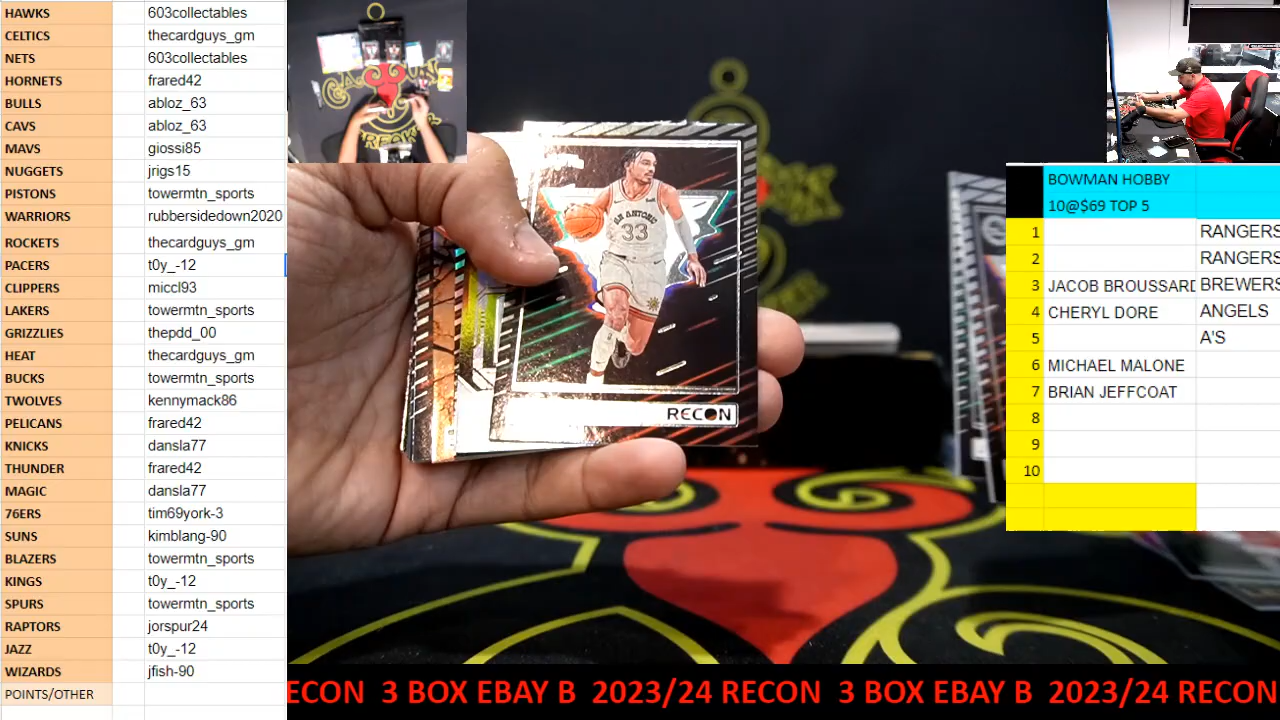 HAWKS 603collectables
CELTICS thecardguys_gm
NETS 603collectables
HORNETS frared42
BULLS abloz_63
CAVS abloz_63
MAVS giossi85
NUGGETS jrigs15
PISTONS towermtn_sports
WARRIORS rubbersidedown2020
ROCKETS thecardguys_gm
PACERS t0y_-12
CLIPPERS miccl93
LAKERS towermtn_sports
GRIZZLIES thepdd_00
HEAT thecardguys_gm
BUCKS towermtn_sports
TWOLVES kennymack86
PELICANS frared42
KNICKS dansla77
THUNDER frared42
MAGIC dansla77
76ERS tim69york-3
SUNS kimblang-90
BLAZERS towermtn_sports
KINGS t0y_-12
SPURS towermtn_sports
RAPTORS jorspur24
JAZZ t0y_-12
WIZARDS jfish-90
POINTS/OTHER
SAN ANTONIO
33
RECON
BOWMAN HOBBY
10@$69 TOP 5
1 RANGERS
2 RANGERS
3 JACOB BROUSSARD BREWERS
4 CHERYL DORE ANGELS
5 A'S
6 MICHAEL MALONE
7 BRIAN JEFFCOAT
8
9
10
ECON 3 BOX EBAY B 2023/24 RECON 3 BOX EBAY B 2023/24 RECON